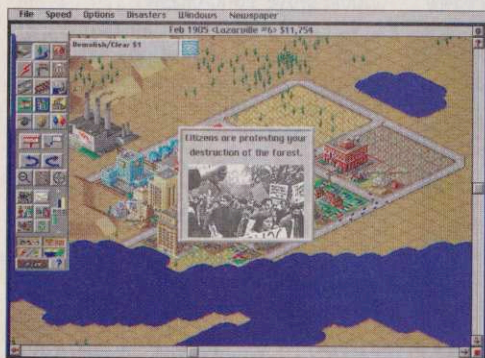 File Speed Options Disasters Windows Newspaper
Feb 1905 <Lazarville #6> $11,754
Demolish/Clear $1
Citizens are protesting your
destruction of the forest.
?